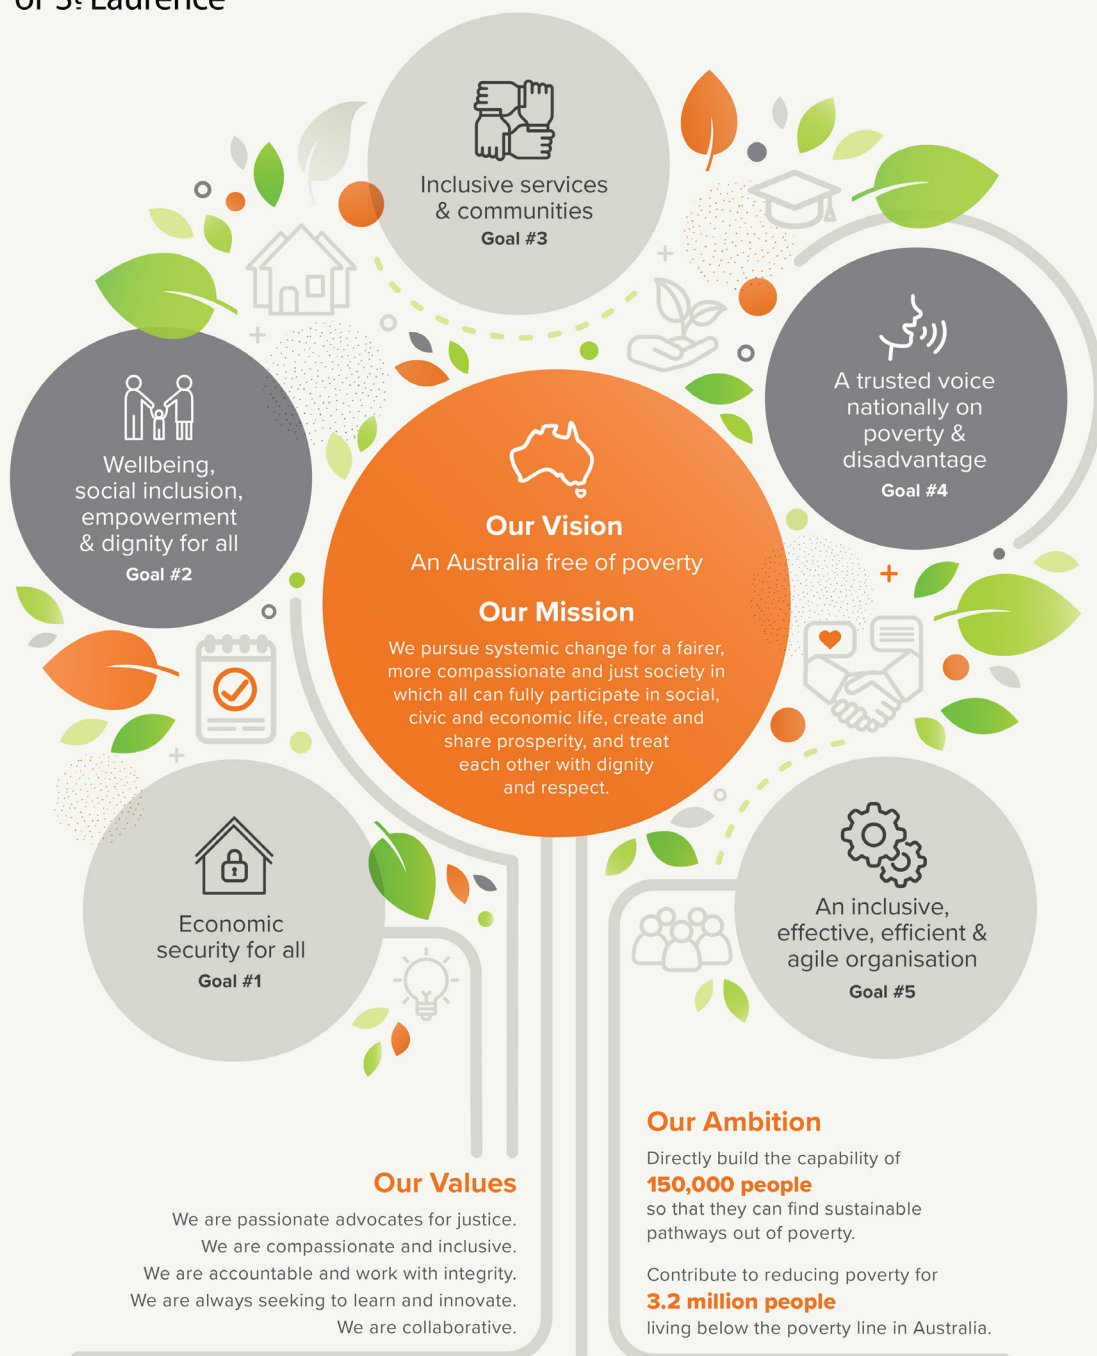 of St Laurence
Inclusive services
& communities
Goal #3
A trusted voice
nationally on
poverty &
disadvantage
Goal #4
Wellbeing,
social inclusion,
empowerment
& dignity for all
Goal #2
Our Vision
An Australia free of poverty
Our Mission
We pursue systemic change for a fairer,
more compassionate and just society in
which all can fully participate in social,
civic and economic life, create and
share prosperity, and treat
each other with dignity
and respect.
Economic
security for all
Goal #1
An inclusive,
effective, efficient &
agile organisation
Goal #5
Our Values
We are passionate advocates for justice.
We are compassionate and inclusive.
We are accountable and work with integrity.
We are always seeking to learn and innovate.
We are collaborative.
Our Ambition
Directly build the capability of
150,000 people
so that they can find sustainable
pathways out of poverty.
Contribute to reducing poverty for
3.2 million people
living below the poverty line in Australia.